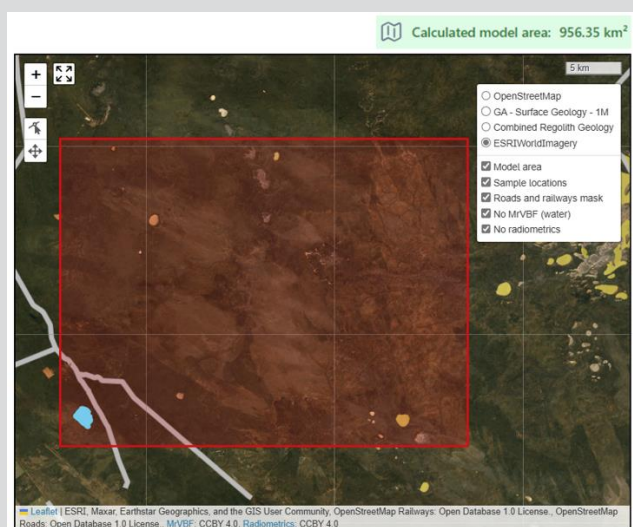 Calculated model area: 956.35 km²
+
−
5 km
OpenStreetMap
GA - Surface Geology - 1M
Combined Regolith Geology
ESRIWorldImagery
Model area
Sample locations
Roads and railways mask
No MrVBF (water)
No radiometrics
Leaflet | ESRI, Maxar, Earthstar Geographics, and the GIS User Community, OpenStreetMap Railways: Open Database 1.0 License., OpenStreetMap
Roads: Open Database 1.0 License., MrVBF: CCBY 4.0, Radiometrics: CCBY 4.0